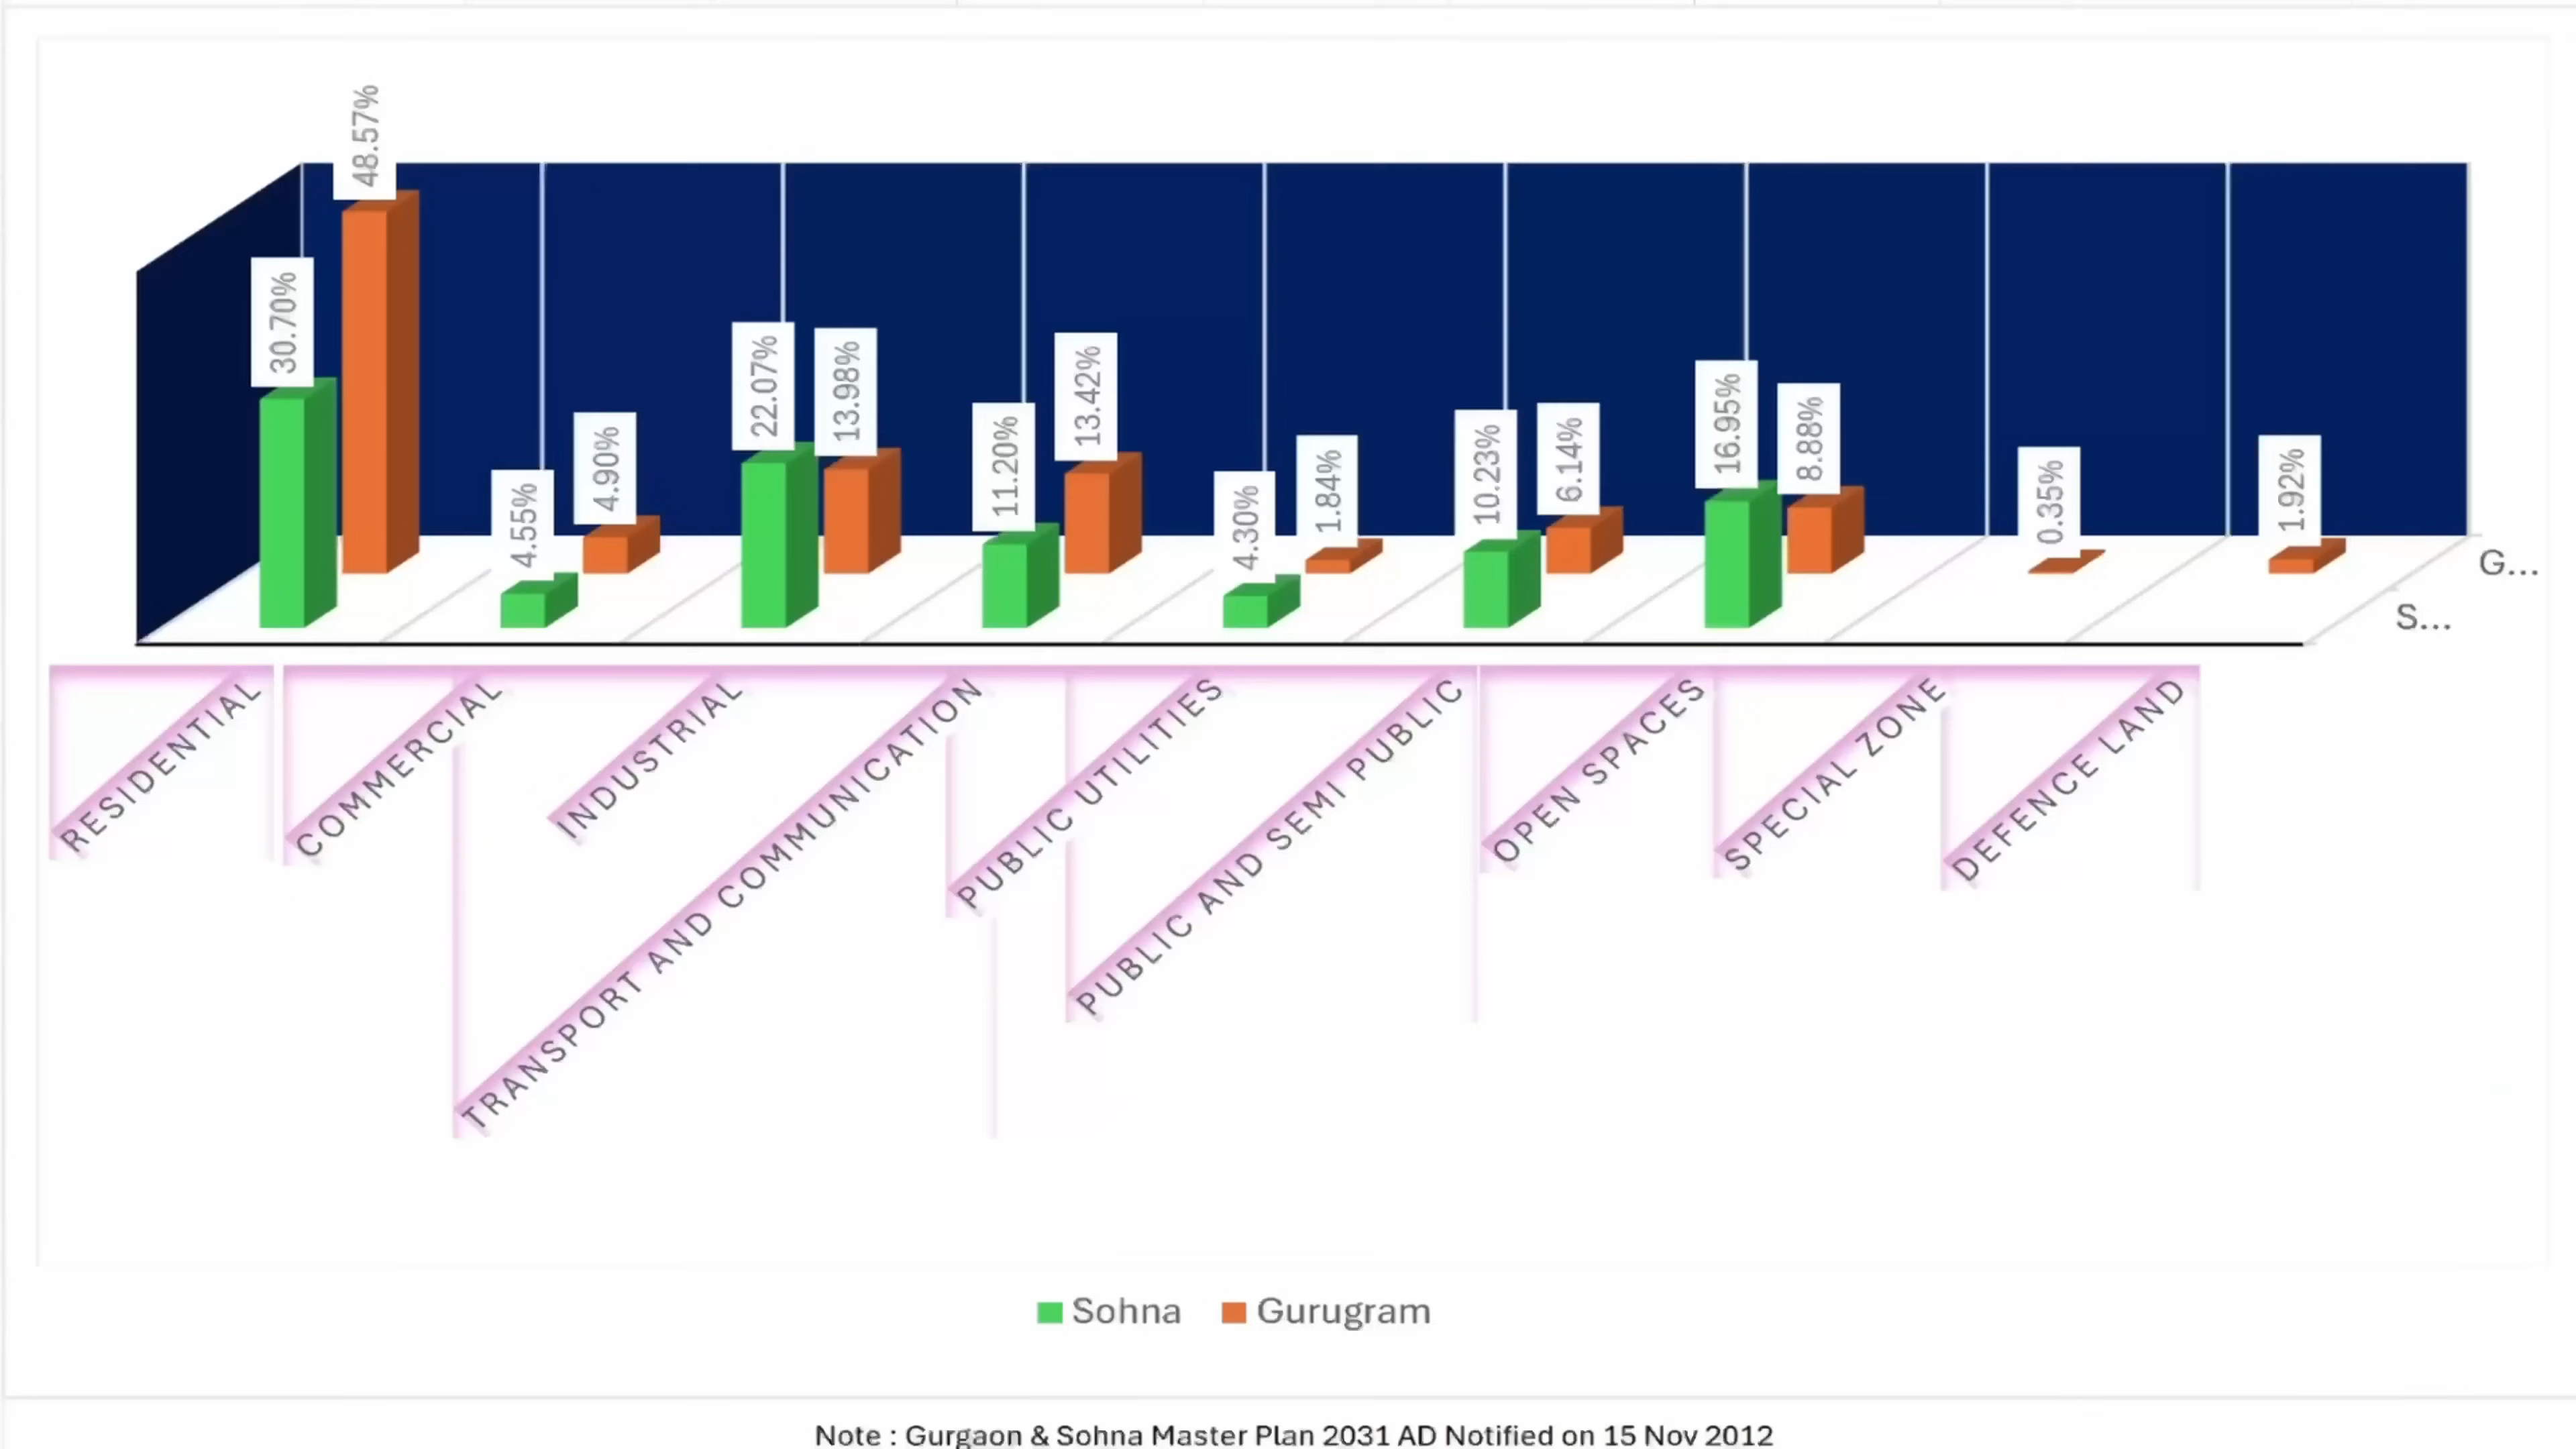 48.57%
30.70%
4.55%
4.90%
22.07%
13.98%
11.20%
13.42%
4.30%
1.84%
10.23%
6.14%
16.95%
8.88%
0.35%
1.92%
G...
S...
RESIDENTIAL
COMMERCIAL
INDUSTRIAL
TRANSPORT AND COMMUNICATION
PUBLIC UTILITIES
PUBLIC AND SEMI PUBLIC
OPEN SPACES
SPECIAL ZONE
DEFENCE LAND
Sohna Gurugram
Note : Gurgaon & Sohna Master Plan 2031 AD Notified on 15 Nov 2012